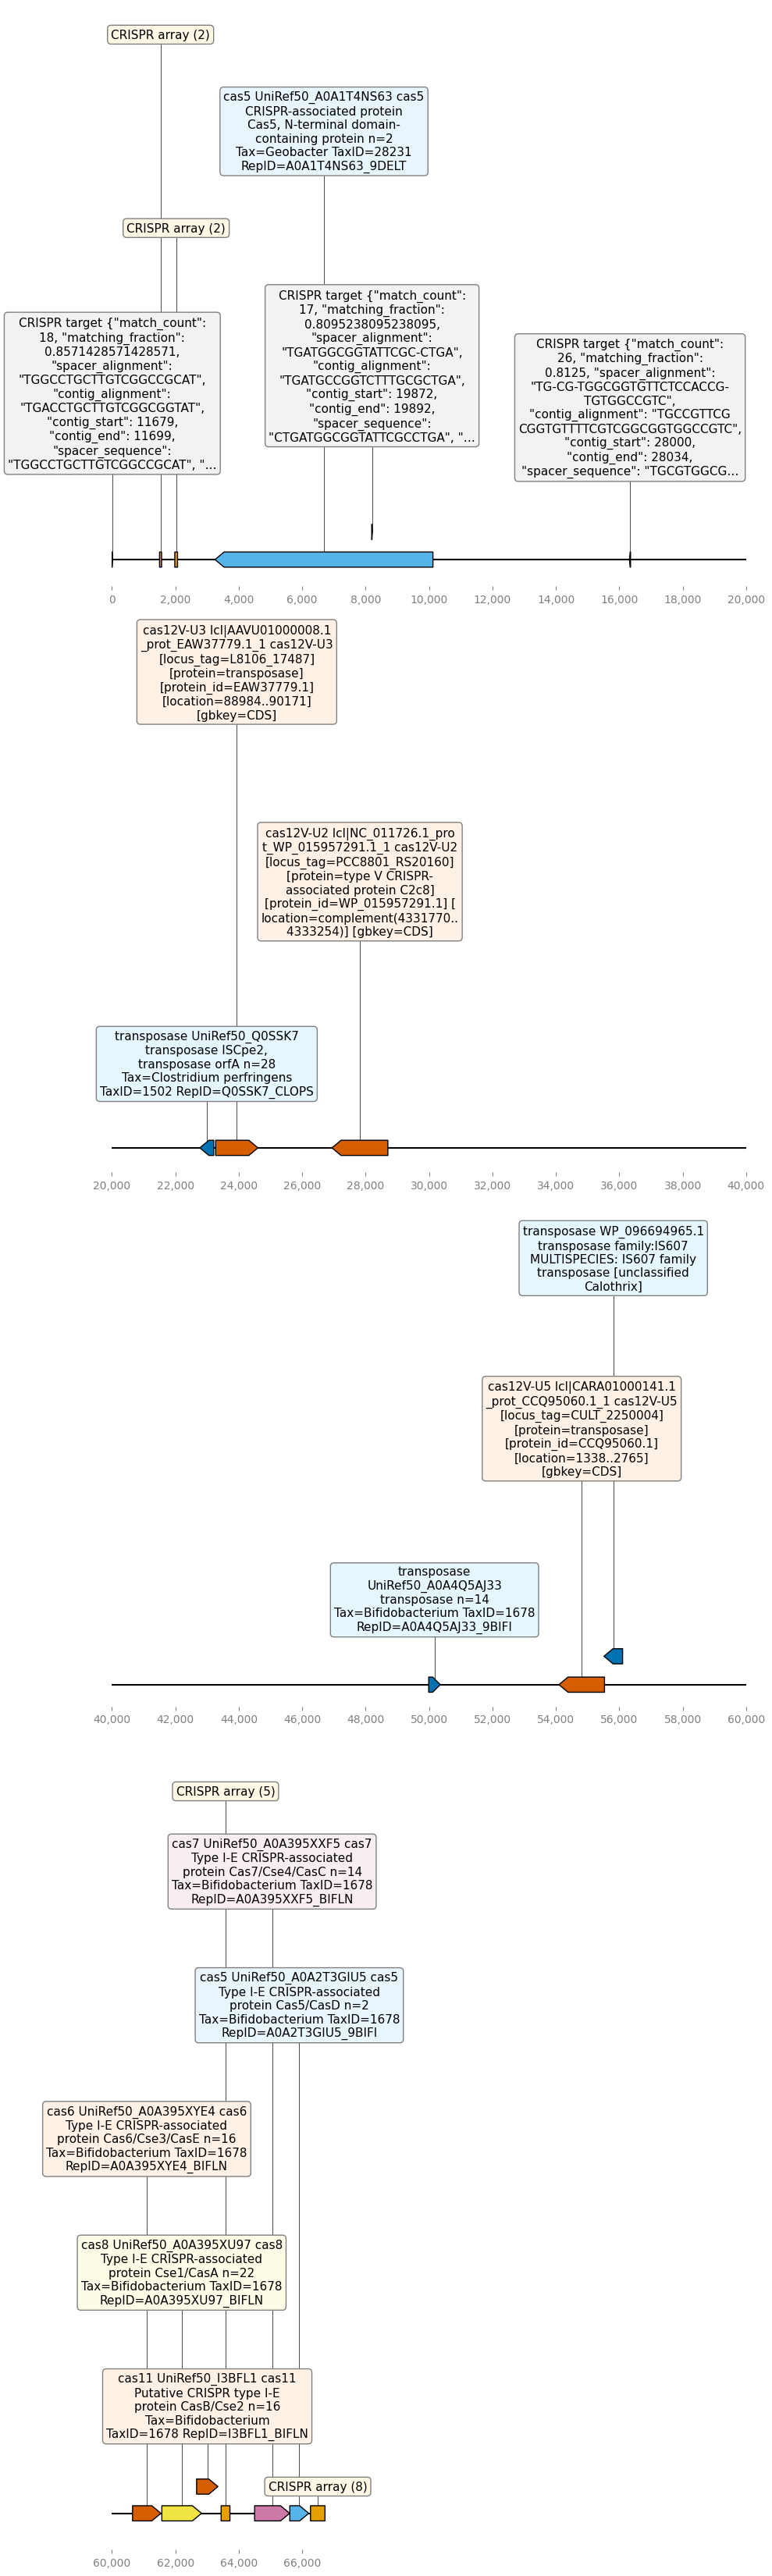 CRISPR array (2)
cas5 UniRef50_A0A1T4NS63 cas5
CRISPR-associated protein
Cas5, N-terminal domain-
containing protein n=2
Tax=Geobacter TaxID=28231
RepID=A0A1T4NS63_9DELT
CRISPR array (2)
CRISPR target {"match_count":
18, "matching_fraction":
0.8571428571428571,
"spacer_alignment":
"TGGCCTGCTTGTCGGCCGCAT",
"contig_alignment":
"TGACCTGCTTGTCGGCGGTAT",
"contig_start": 11679,
"contig_end": 11699,
"spacer_sequence":
"TGGCCTGCTTGTCGGCCGCAT", "...
CRISPR target {"match_count":
17, "matching_fraction":
0.8095238095238095,
"spacer_alignment":
"TGATGGCGGTATTCGC-CTGA",
"contig_alignment":
"TGATGCCGGTCTTTGCGCTGA",
"contig_start": 19872,
"contig_end": 19892,
"spacer_sequence":
"CTGATGGCGGTATTCGCCTGA", "...
CRISPR target {"match_count":
26, "matching_fraction":
0.8125, "spacer_alignment":
"TG-CG-TGGCGGTGTTCTCCACCG-
TGTGGCCGTC",
"contig_alignment": "TGCCGTTCG
CGGTGTTTTCGTCGGCGGTGGCCGTC",
"contig_start": 28000,
"contig_end": 28034,
"spacer_sequence": "TGCGTGGCG...
0 2,000 4,000 6,000 8,000 10,000 12,000 14,000 16,000 18,000 20,000
cas12V-U3 lcl|AAVU01000008.1
_prot_EAW37779.1_1 cas12V-U3
[locus_tag=L8106_17487]
[protein=transposase]
[protein_id=EAW37779.1]
[location=88984..90171]
[gbkey=CDS]
cas12V-U2 lcl|NC_011726.1_pro
t_WP_015957291.1_1 cas12V-U2
[locus_tag=PCC8801_RS20160]
[protein=type V CRISPR-
associated protein C2c8]
[protein_id=WP_015957291.1] [
location=complement(4331770..
4333254)] [gbkey=CDS]
transposase UniRef50_Q0SSK7
transposase ISCpe2,
transposase orfA n=28
Tax=Clostridium perfringens
TaxID=1502 RepID=Q0SSK7_CLOPS
20,000 22,000 24,000 26,000 28,000 30,000 32,000 34,000 36,000 38,000 40,000
transposase WP_096694965.1
transposase family:IS607
MULTISPECIES: IS607 family
transposase [unclassified
Calothrix]
cas12V-U5 lcl|CARA01000141.1
_prot_CCQ95060.1_1 cas12V-U5
[locus_tag=CULT_2250004]
[protein=transposase]
[protein_id=CCQ95060.1]
[location=1338..2765]
[gbkey=CDS]
transposase
UniRef50_A0A4Q5AJ33
transposase n=14
Tax=Bifidobacterium TaxID=1678
RepID=A0A4Q5AJ33_9BIFI
40,000 42,000 44,000 46,000 48,000 50,000 52,000 54,000 56,000 58,000 60,000
CRISPR array (5)
cas7 UniRef50_A0A395XXF5 cas7
Type I-E CRISPR-associated
protein Cas7/Cse4/CasC n=14
Tax=Bifidobacterium TaxID=1678
RepID=A0A395XXF5_BIFLN
cas5 UniRef50_A0A2T3GIU5 cas5
Type I-E CRISPR-associated
protein Cas5/CasD n=2
Tax=Bifidobacterium TaxID=1678
RepID=A0A2T3GIU5_9BIFI
cas6 UniRef50_A0A395XYE4 cas6
Type I-E CRISPR-associated
protein Cas6/Cse3/CasE n=16
Tax=Bifidobacterium TaxID=1678
RepID=A0A395XYE4_BIFLN
cas8 UniRef50_A0A395XU97 cas8
Type I-E CRISPR-associated
protein Cse1/CasA n=22
Tax=Bifidobacterium TaxID=1678
RepID=A0A395XU97_BIFLN
cas11 UniRef50_I3BFL1 cas11
Putative CRISPR type I-E
protein CasB/Cse2 n=16
Tax=Bifidobacterium
TaxID=1678 RepID=I3BFL1_BIFLN
CRISPR array (8)
60,000 62,000 64,000 66,000